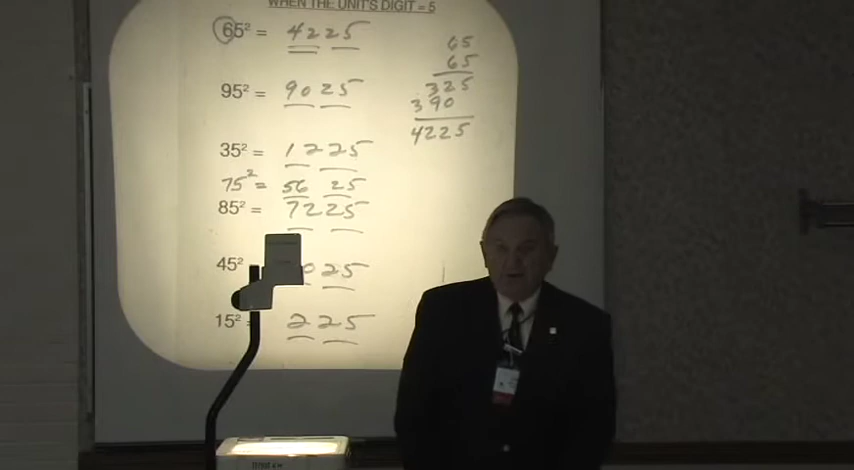 WHEN THE UNIT'S DIGIT = 5
65² = 4225
95² = 9025
35² = 1225
75² = 56 25
85² = 7225
45² 025
15² = 225
65
65
325
390
4225